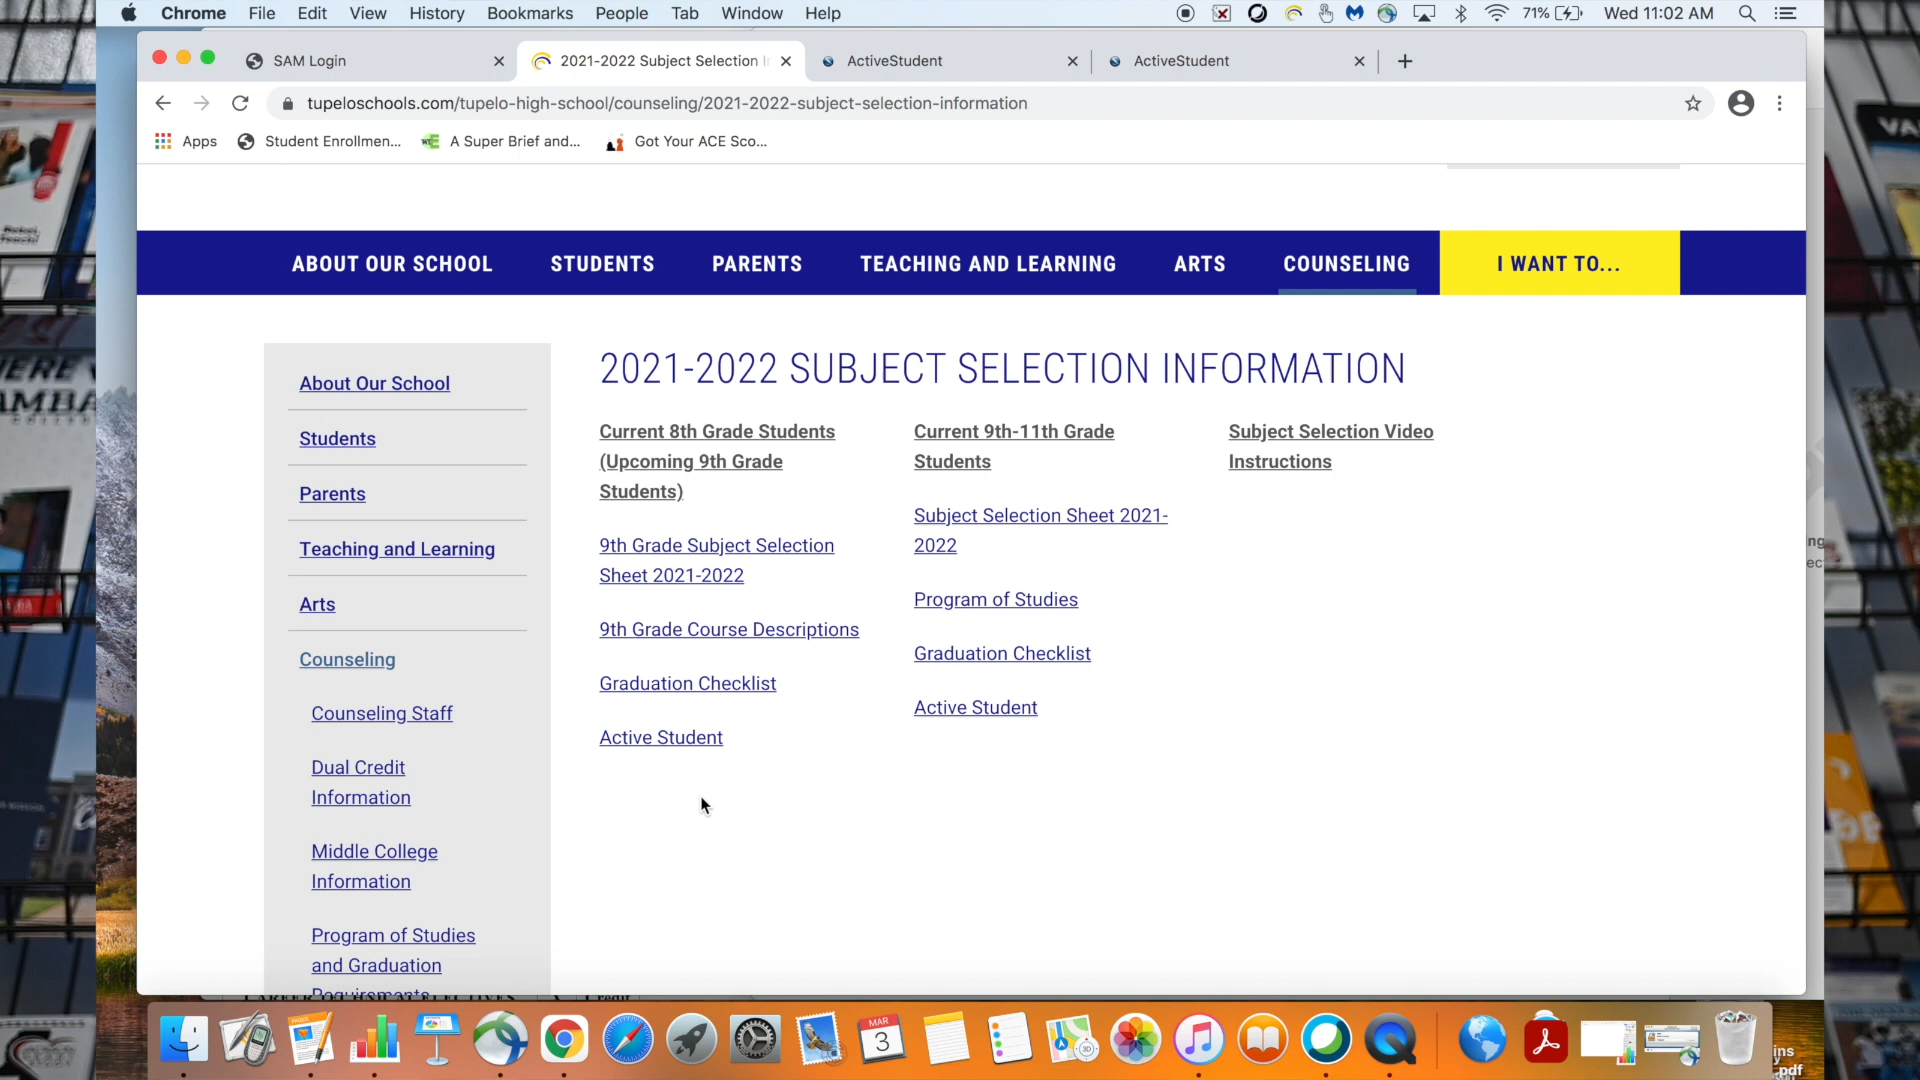 Chrome File Edit View History Bookmarks People Tab Window Help
71% Wed 11:02 AM
SAM Login
2021-2022 Subject Selection I
ActiveStudent
ActiveStudent
tupeloschools.com/tupelo-high-school/counseling/2021-2022-subject-selection-information
Apps Student Enrollmen... A Super Brief and... Got Your ACE Sco...
ABOUT OUR SCHOOL STUDENTS PARENTS TEACHING AND LEARNING ARTS COUNSELING I WANT TO...
About Our School
Students
Parents
Teaching and Learning
Arts
Counseling
Counseling Staff
Dual Credit
Information
Middle College
Information
Program of Studies
and Graduation
Requirements
2021-2022 SUBJECT SELECTION INFORMATION
Current 8th Grade Students
(Upcoming 9th Grade
Students)
9th Grade Subject Selection
Sheet 2021-2022
9th Grade Course Descriptions
Graduation Checklist
Active Student
Current 9th-11th Grade
Students
Subject Selection Sheet 2021-
2022
Program of Studies
Graduation Checklist
Active Student
Subject Selection Video
Instructions
MAR
3
.pdf